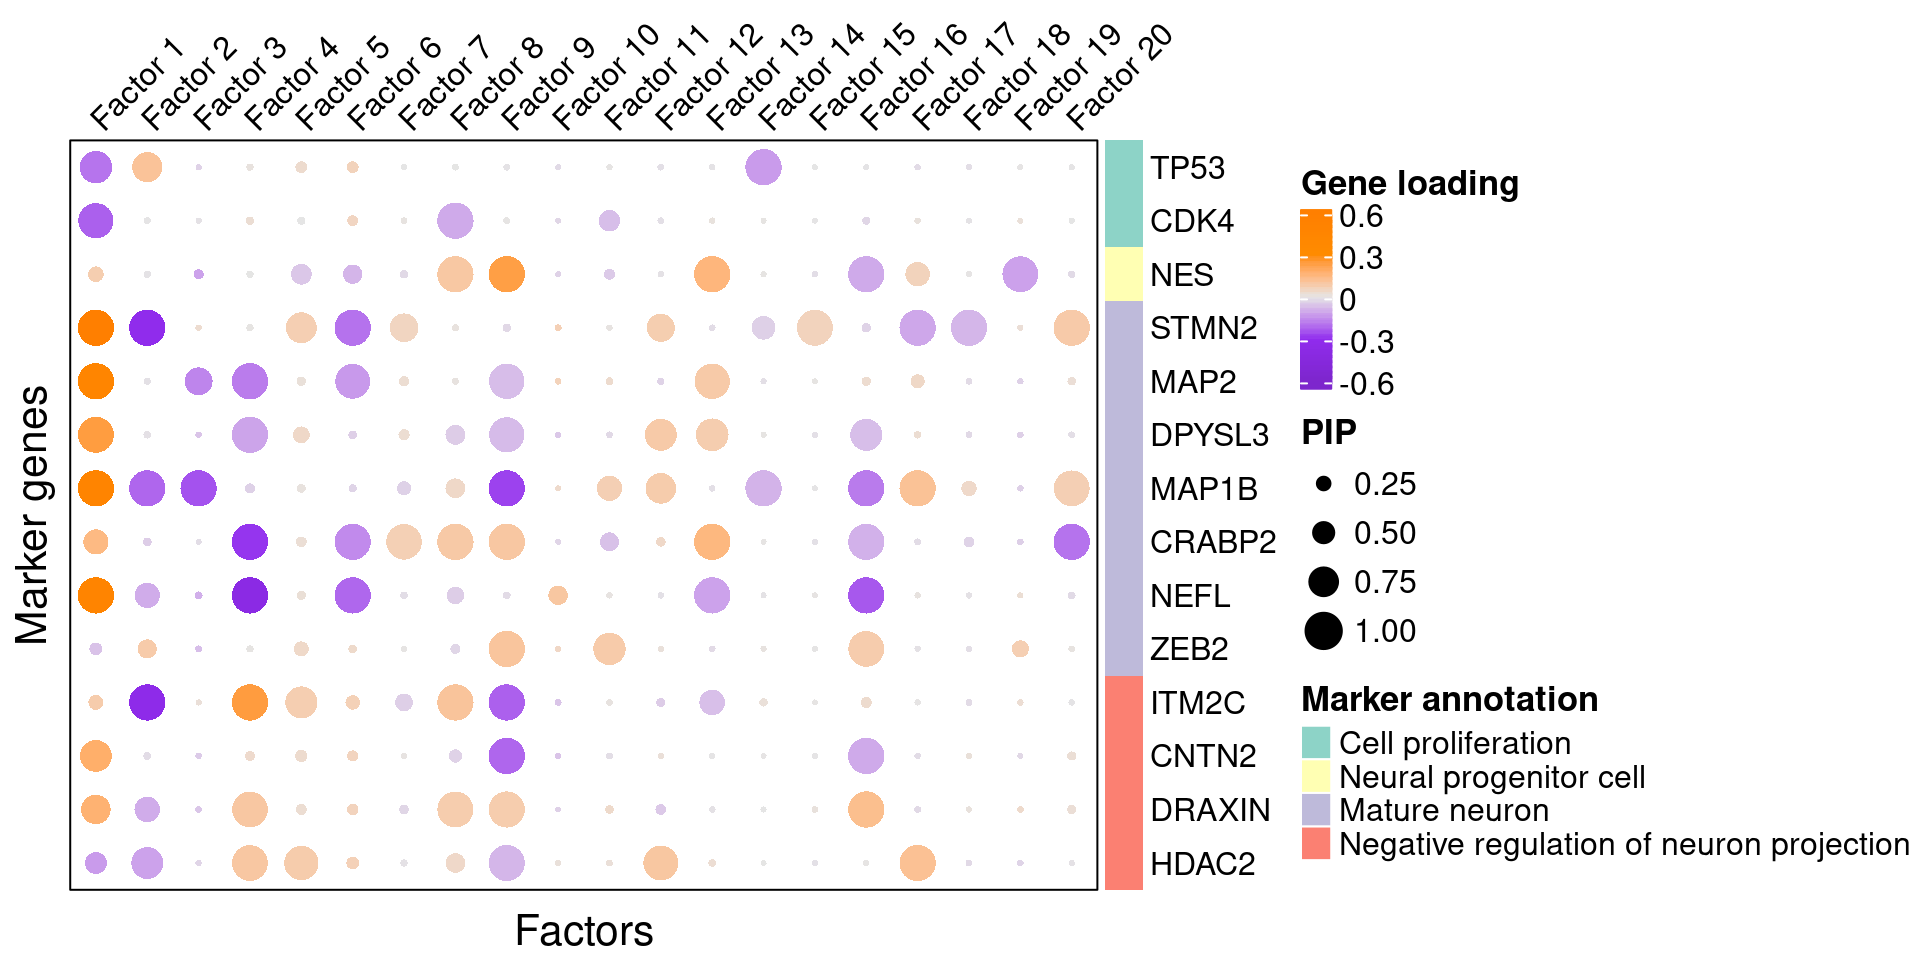 Factor 1
Factor 2
Factor 3
Factor 4
Factor 5
Factor 6
Factor 7
Factor 8
Factor 9
Factor 10
Factor 11
Factor 12
Factor 13
Factor 14
Factor 15
Factor 16
Factor 17
Factor 18
Factor 19
Factor 20
Marker genes
TP53
CDK4
NES
STMN2
MAP2
DPYSL3
MAP1B
CRABP2
NEFL
ZEB2
ITM2C
CNTN2
DRAXIN
HDAC2
Factors
Gene loading
0.6
0.3
0
-0.3
-0.6
PIP
0.25
0.50
0.75
1.00
Marker annotation
Cell proliferation
Neural progenitor cell
Mature neuron
Negative regulation of neuron projection